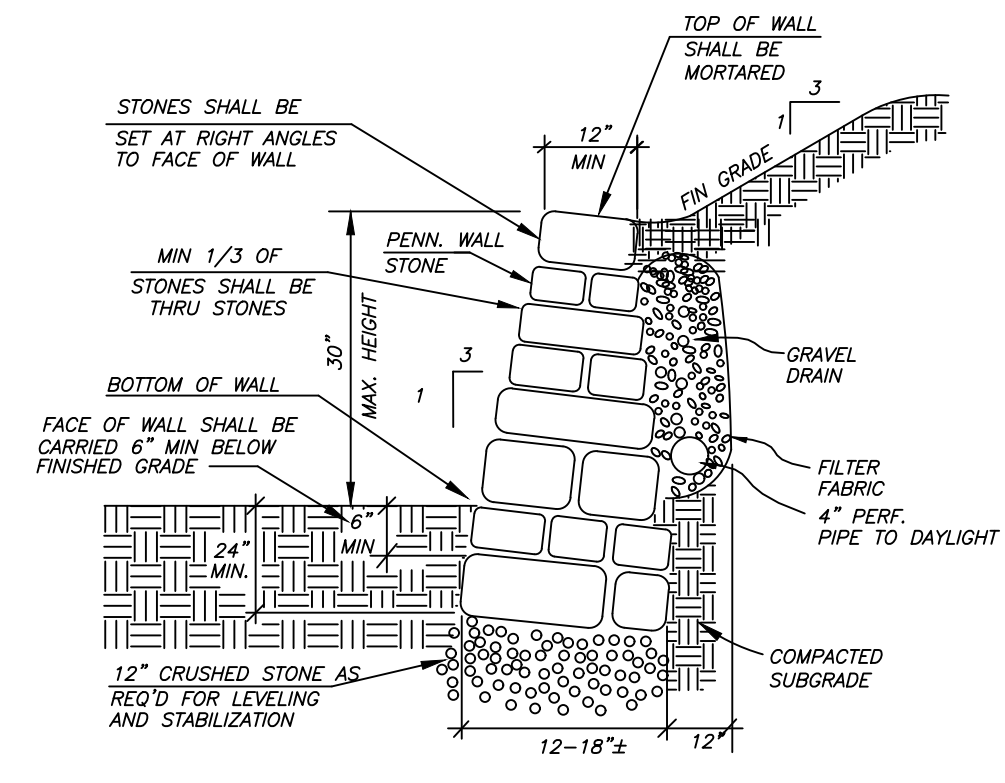 TOP OF WALL
SHALL BE
MORTARED
3
1
STONES SHALL BE
SET AT RIGHT ANGLES
TO FACE OF WALL
12"
MIN
FIN GRADE
PENN. WALL
STONE
MIN 1/3 OF
STONES SHALL BE
THRU STONES
30"
MAX. HEIGHT
3
1
GRAVEL
DRAIN
BOTTOM OF WALL
FACE OF WALL SHALL BE
CARRIED 6" MIN BELOW
FINISHED GRADE
FILTER
FABRIC
4" PERF.
PIPE TO DAYLIGHT
6"
MIN
24"
MIN.
COMPACTED
SUBGRADE
12" CRUSHED STONE AS
REQ'D FOR LEVELING
AND STABILIZATION
12-18"±
12"